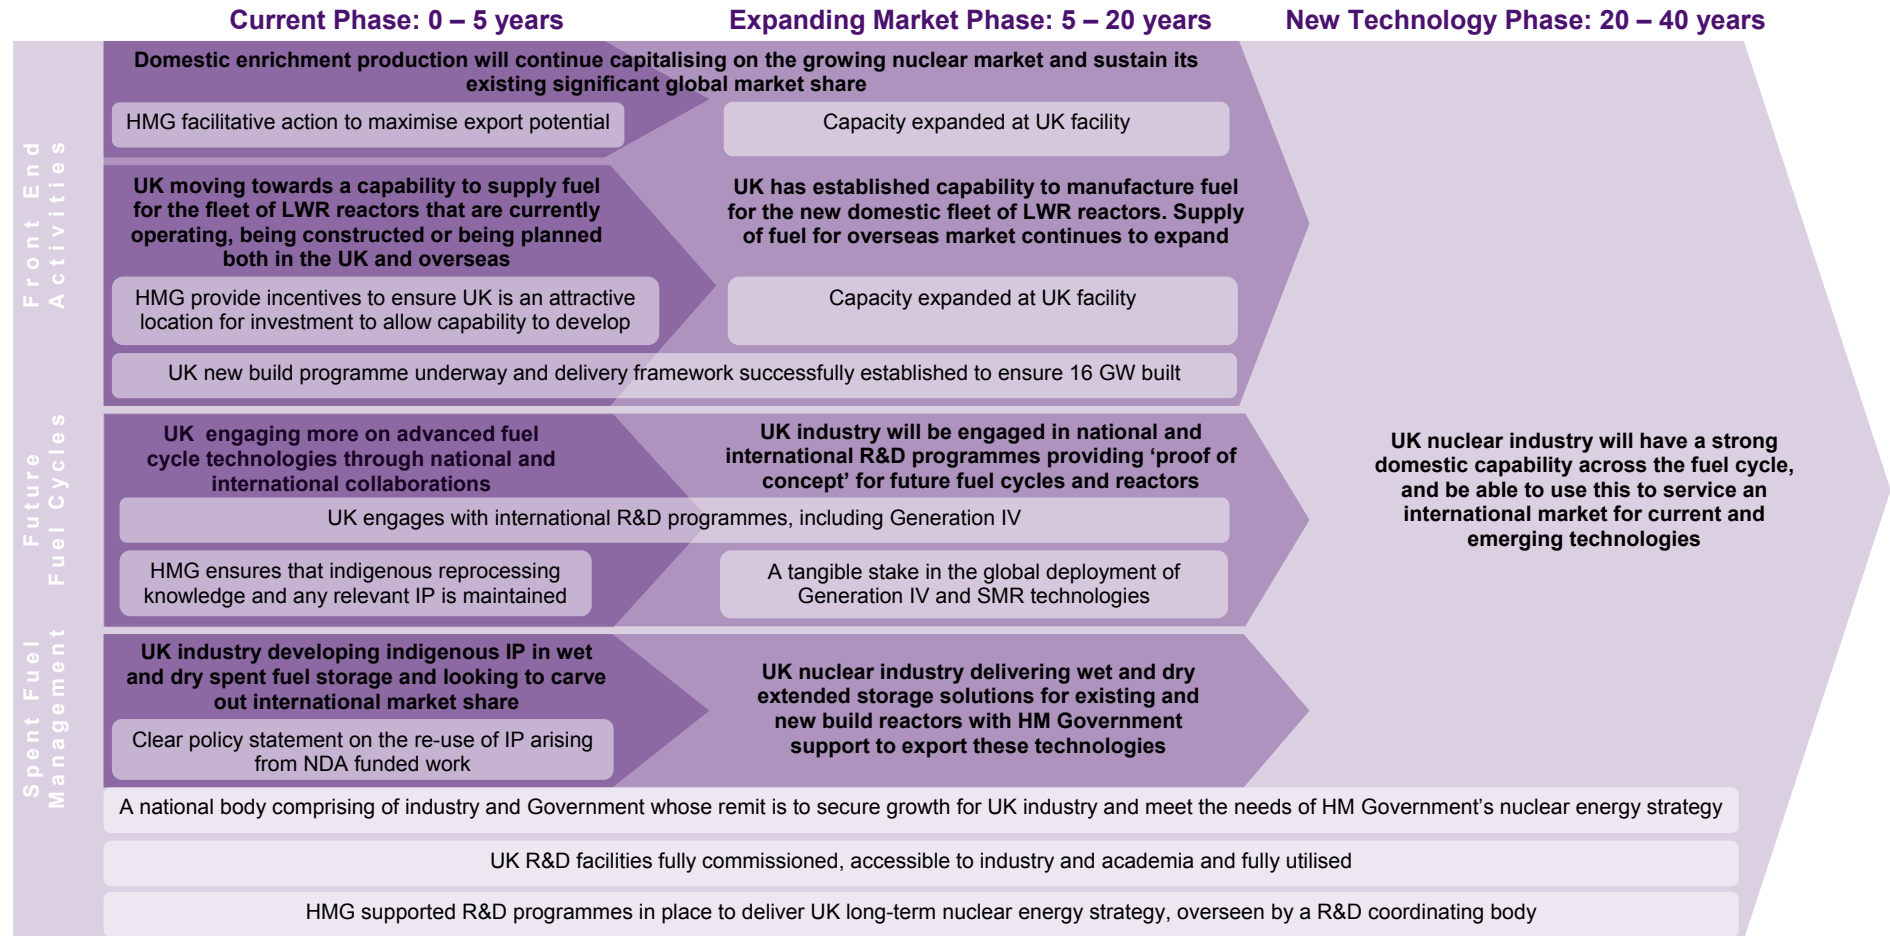 Current Phase: 0 – 5 years
Expanding Market Phase: 5 – 20 years
New Technology Phase: 20 – 40 years
Front End
Activities
Domestic enrichment production will continue capitalising on the growing nuclear market and sustain its
existing significant global market share
HMG facilitative action to maximise export potential
Capacity expanded at UK facility
UK moving towards a capability to supply fuel
for the fleet of LWR reactors that are currently
operating, being constructed or being planned
both in the UK and overseas
UK has established capability to manufacture fuel
for the new domestic fleet of LWR reactors. Supply
of fuel for overseas market continues to expand
HMG provide incentives to ensure UK is an attractive
location for investment to allow capability to develop
Capacity expanded at UK facility
UK new build programme underway and delivery framework successfully established to ensure 16 GW built
Future
Fuel Cycles
UK engaging more on advanced fuel
cycle technologies through national and
international collaborations
UK industry will be engaged in national and
international R&D programmes providing ‘proof of
concept’ for future fuel cycles and reactors
UK engages with international R&D programmes, including Generation IV
HMG ensures that indigenous reprocessing
knowledge and any relevant IP is maintained
A tangible stake in the global deployment of
Generation IV and SMR technologies
UK nuclear industry will have a strong
domestic capability across the fuel cycle,
and be able to use this to service an
international market for current and
emerging technologies
Spent Fuel
Management
UK industry developing indigenous IP in wet
and dry spent fuel storage and looking to carve
out international market share
Clear policy statement on the re-use of IP arising
from NDA funded work
UK nuclear industry delivering wet and dry
extended storage solutions for existing and
new build reactors with HM Government
support to export these technologies
A national body comprising of industry and Government whose remit is to secure growth for UK industry and meet the needs of HM Government’s nuclear energy strategy
UK R&D facilities fully commissioned, accessible to industry and academia and fully utilised
HMG supported R&D programmes in place to deliver UK long-term nuclear energy strategy, overseen by a R&D coordinating body